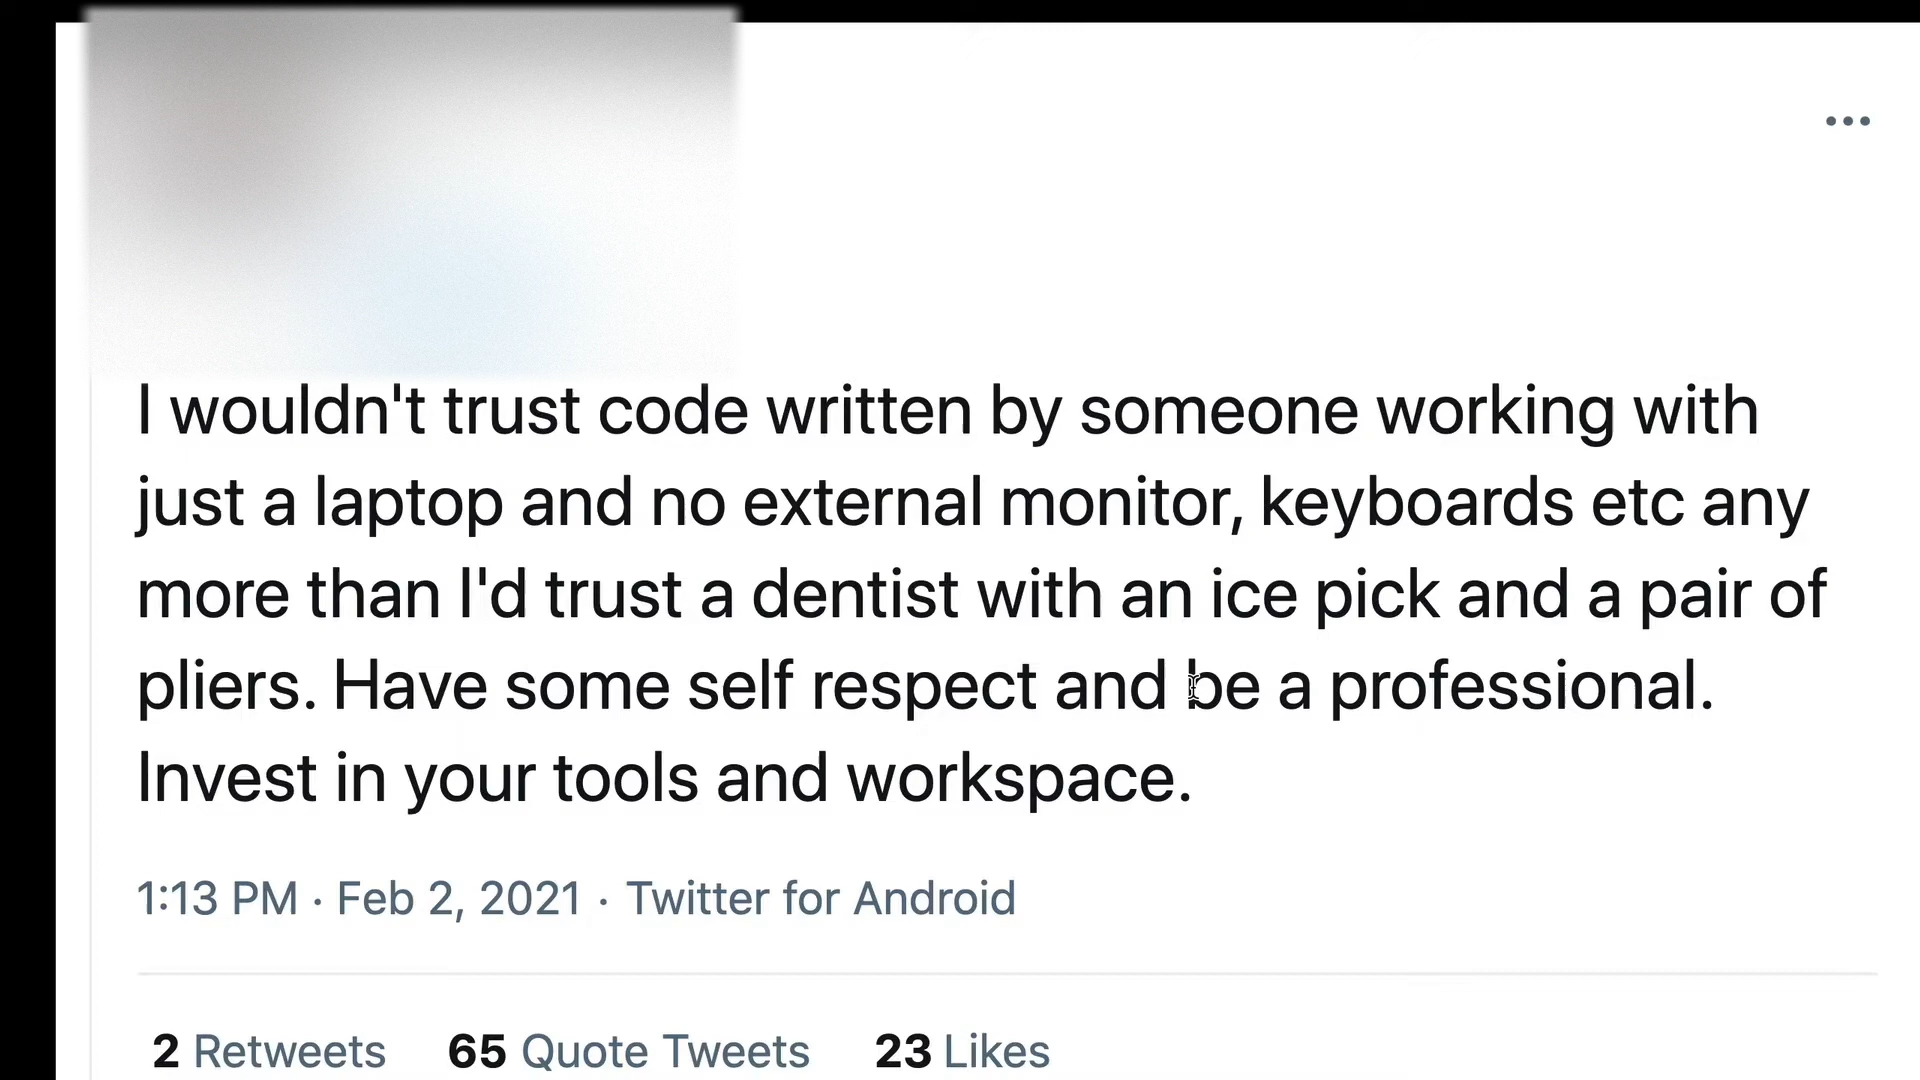 I wouldn't trust code written by someone working with
just a laptop and no external monitor, keyboards etc any
more than I'd trust a dentist with an ice pick and a pair of
pliers. Have some self respect and be a professional.
Invest in your tools and workspace.
1:13 PM · Feb 2, 2021 · Twitter for Android
2 Retweets 65 Quote Tweets 23 Likes